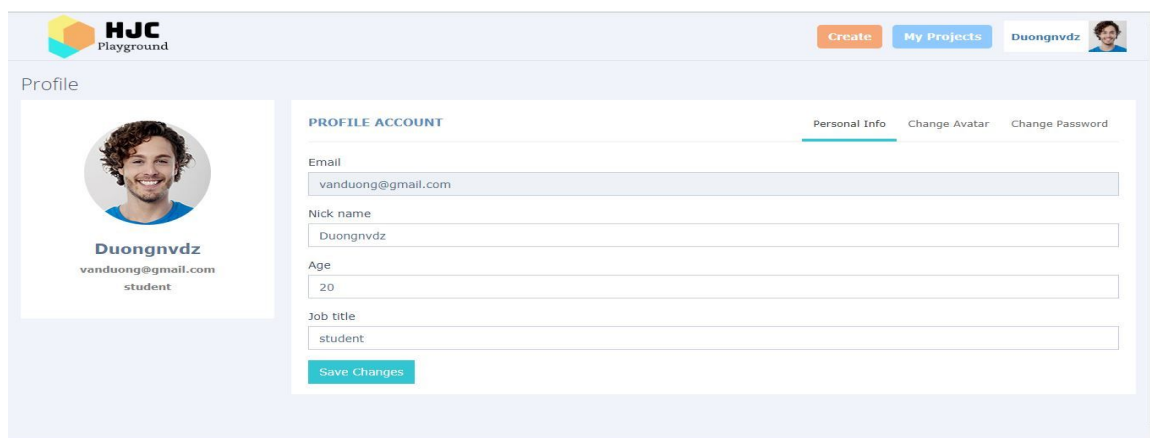 HJC
Playground
Create
My Projects
Duongnvdz
Profile
Duongnvdz
vanduong@gmail.com
student
PROFILE ACCOUNT
Personal Info
Change Avatar
Change Password
Email
vanduong@gmail.com
Nick name
Duongnvdz
Age
20
Job title
student
Save Changes